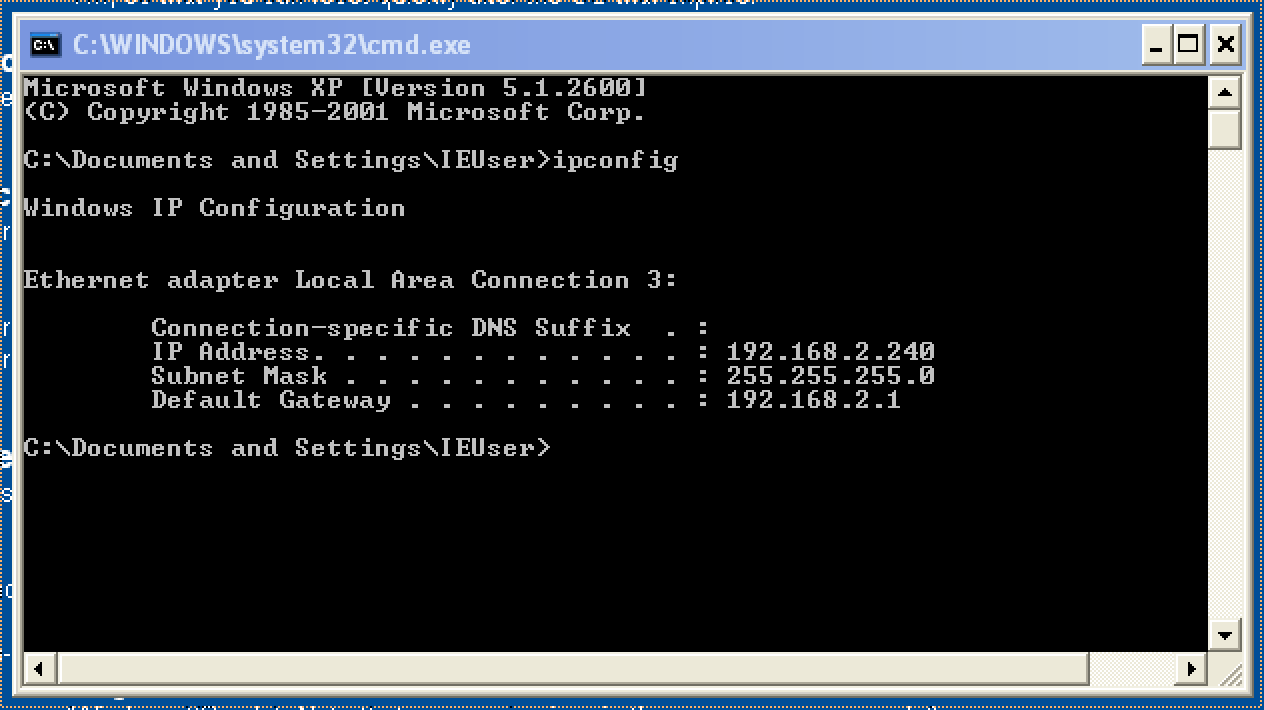 C:\WINDOWS\system32\cmd.exe
Microsoft Windows XP [Version 5.1.2600]
(C) Copyright 1985-2001 Microsoft Corp.
C:\Documents and Settings\IEUser>ipconfig
Windows IP Configuration
Ethernet adapter Local Area Connection 3:
Connection-specific DNS Suffix  . :
IP Address. . . . . . . . . . . . : 192.168.2.240
Subnet Mask . . . . . . . . . . . : 255.255.255.0
Default Gateway . . . . . . . . . : 192.168.2.1
C:\Documents and Settings\IEUser>